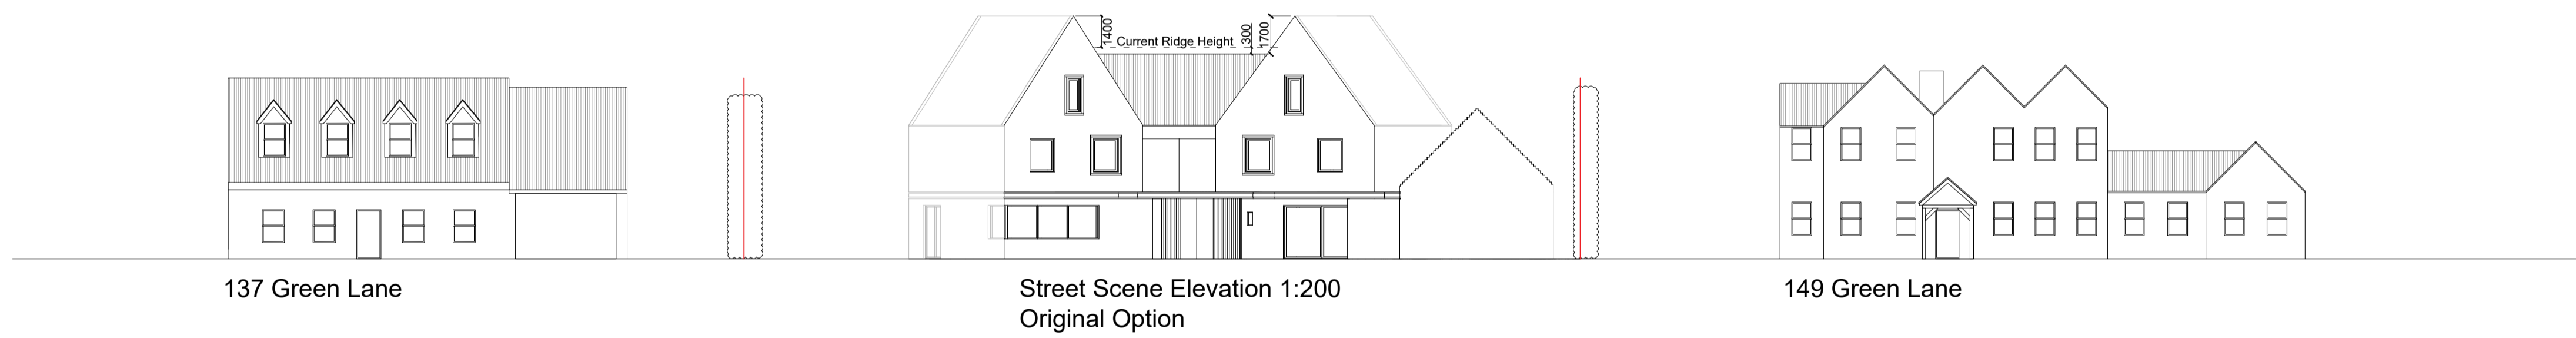 1400
Current Ridge Height
300
1700
137 Green Lane
Street Scene Elevation 1:200
Original Option
149 Green Lane